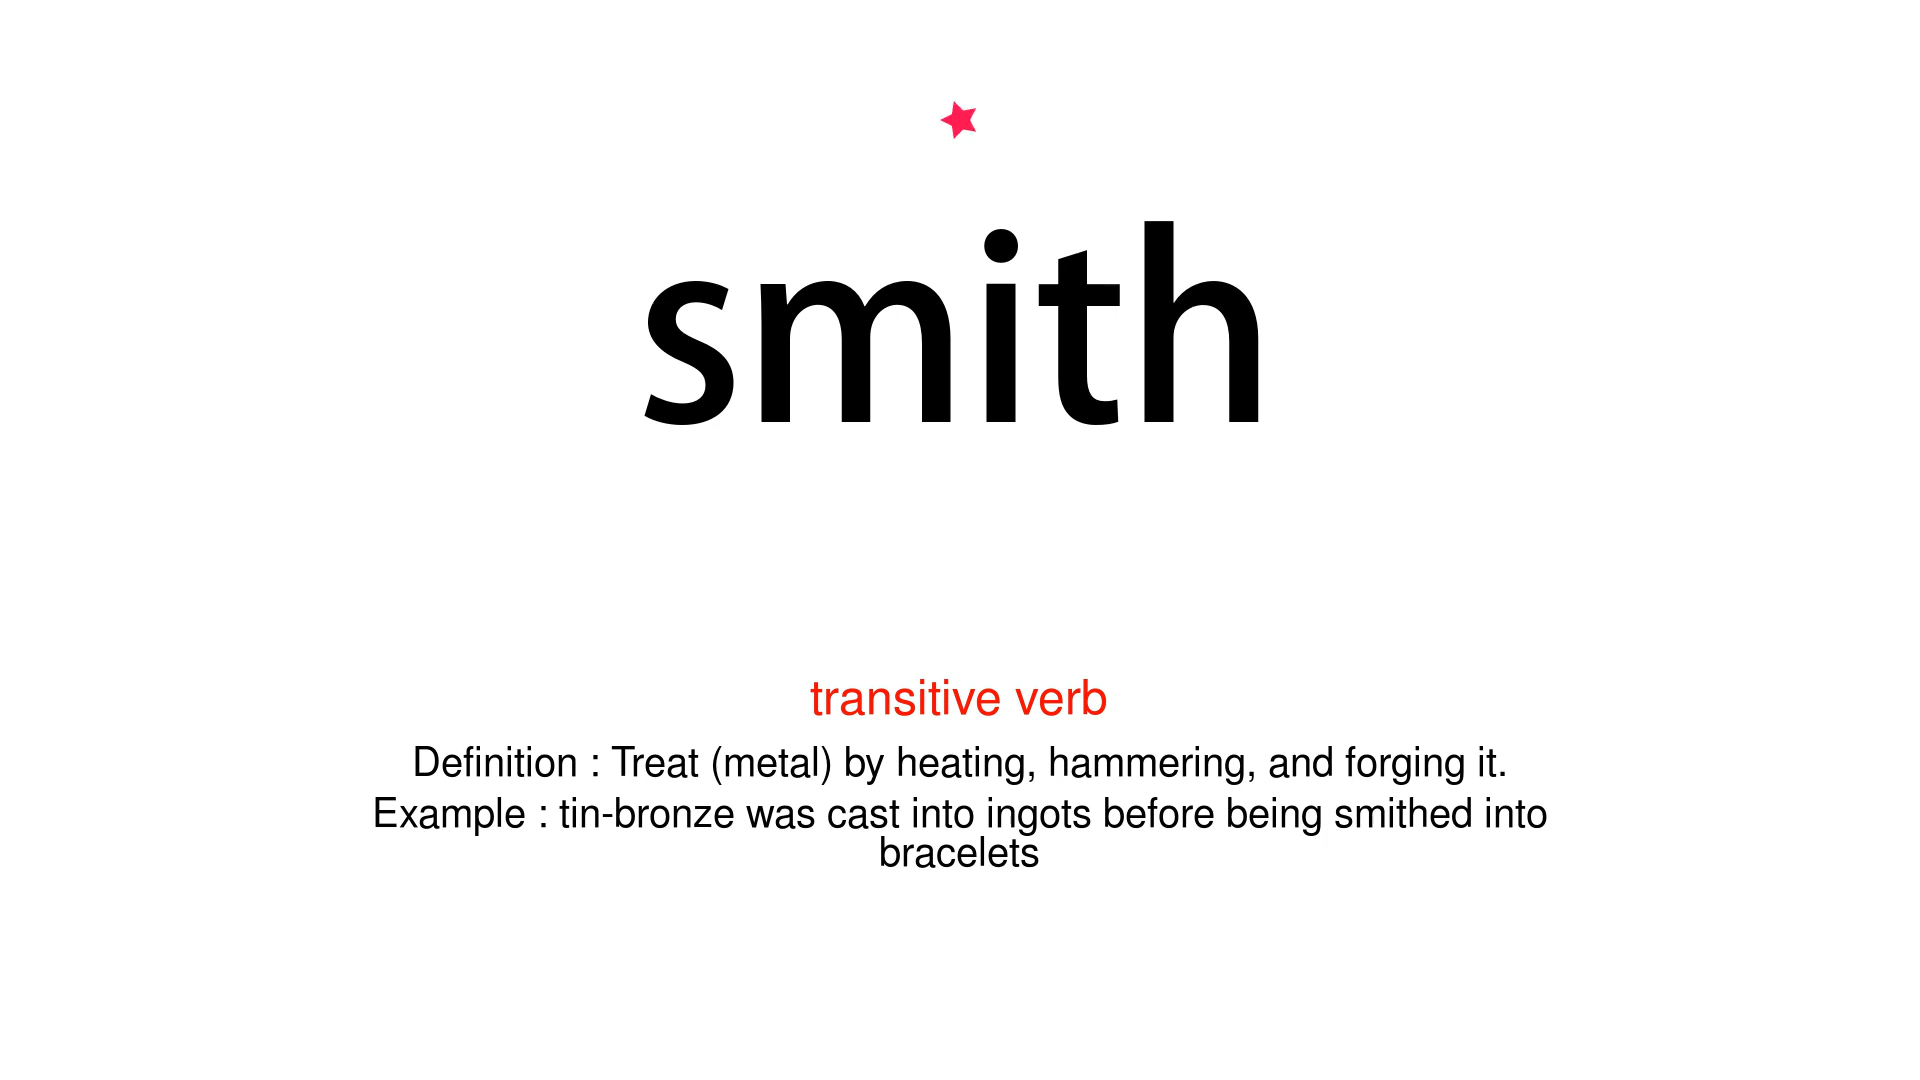 smith
transitive verb
Definition : Treat (metal) by heating, hammering, and forging it.
Example : tin-bronze was cast into ingots before being smithed into
bracelets